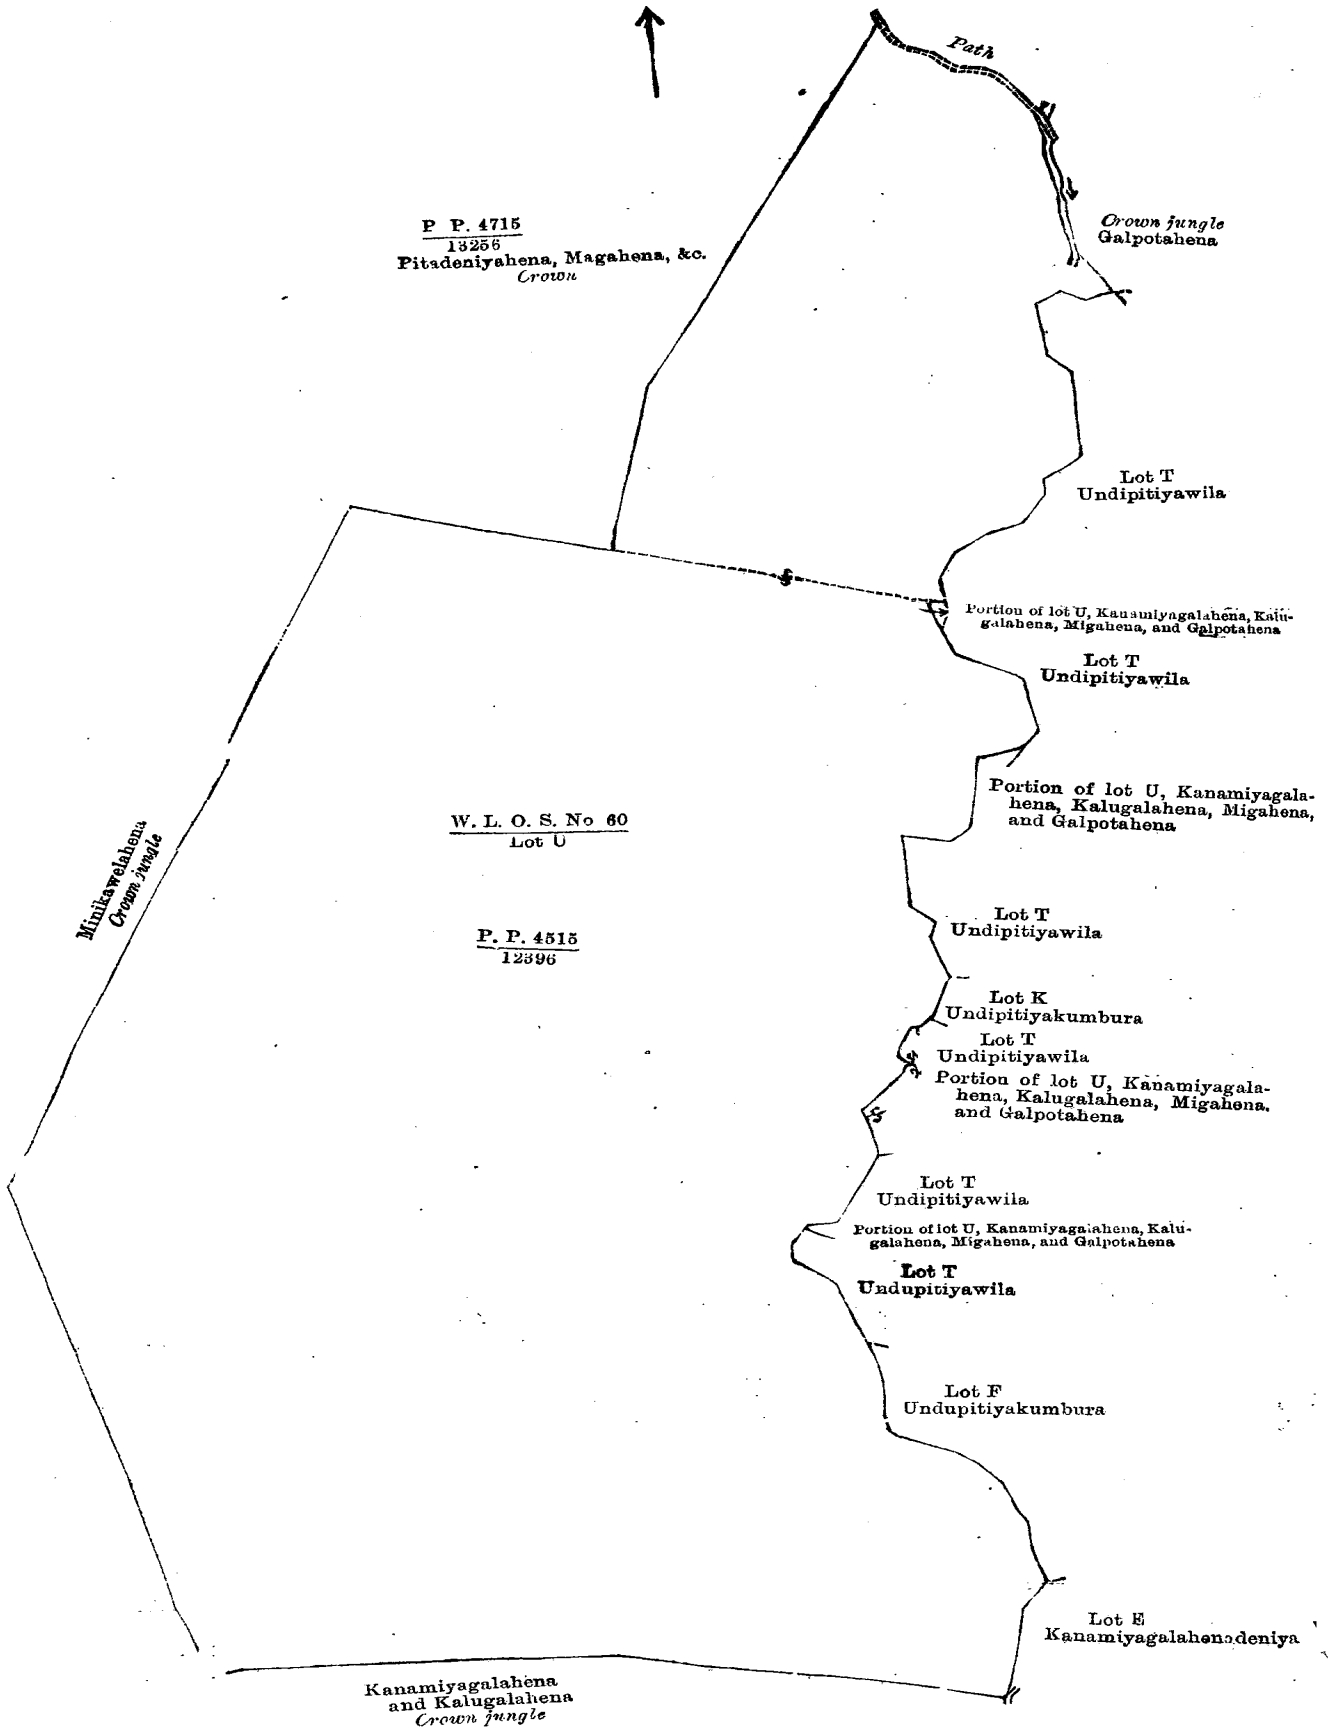 Path
P P. 4715
13256
Pitadeniyahena, Magahena, &c.
Crown
Crown jungle
Galpotahena
Lot T
Undipitiyawila
Portion of lot U, Kanamiyagalahena, Kalu-
galahena, Migahena, and Galpotahena
Lot T
Undipitiyawila
Portion of lot U, Kanamiyagala-
hena, Kalugalahena, Migahena,
and Galpotahena
W. L. O. S. No 60
Lot U
Minikawelahena
Crown jungle
P. P. 4515
12396
Lot T
Undipitiyawila
Lot K
Undipitiyakumbura
Lot T
Undipitiyawila
Portion of lot U, Kanamiyagala-
hena, Kalugalahena, Migahena.
and Galpotahena
Lot T
Undipitiyawila
Portion of lot U, Kanamiyagalahena, Kalu-
galahena, Migahena, and Galpotahena
Lot T
Undupitiyawila
Lot F
Undupitiyakumbura
Lot E
Kanamiyagalahenadeniya
Kanamiyagalahena
and Kalugalahena
Crown jungle